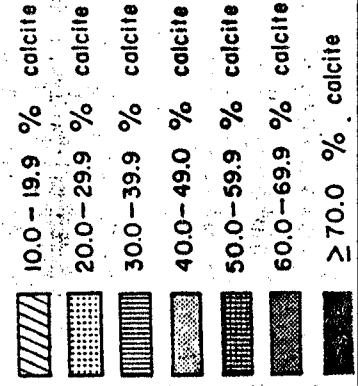 10.0-19.9 % calcite
20.0-29.9 % calcite
30.0-39.9 % calcite
40.0-49.0 % calcite
50.0-59.9 % calcite
60.0-69.9 % calcite
≥70.0 % calcite